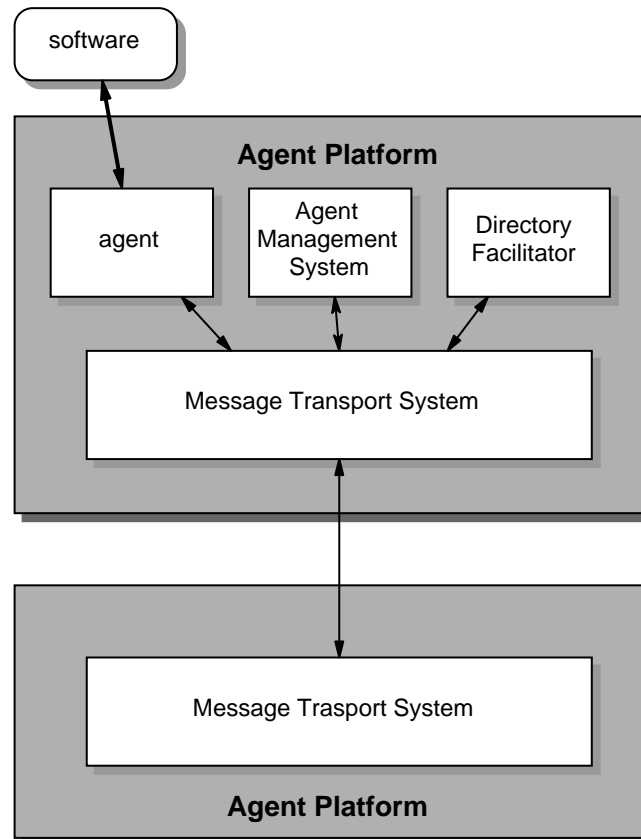 software
Agent Platform
agent
Agent
Management
System
Directory
Facilitator
Message Transport System
Message Trasport System
Agent Platform